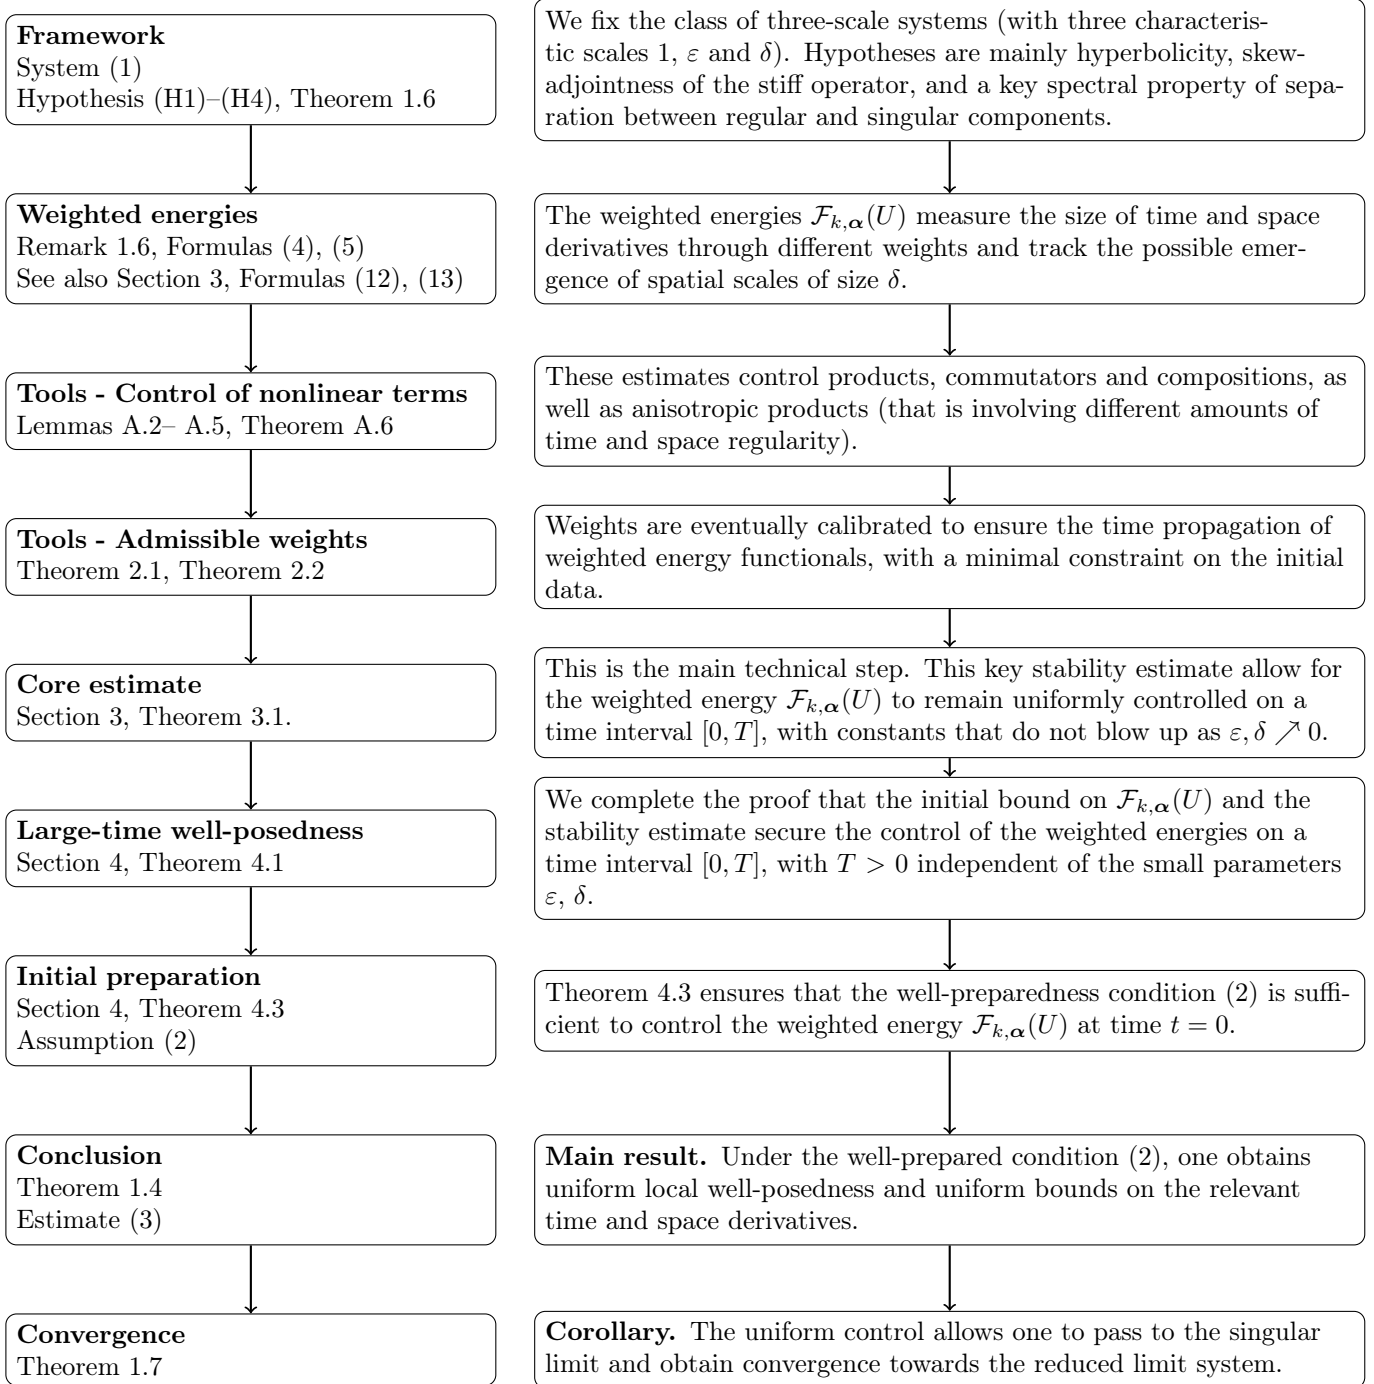 Framework
System (1)
Hypothesis (H1)–(H4), Theorem 1.6
We fix the class of three-scale systems (with three characteris-
tic scales 1, ε and δ). Hypotheses are mainly hyperbolicity, skew-
adjointness of the stiff operator, and a key spectral property of sepa-
ration between regular and singular components.
Weighted energies
Remark 1.6, Formulas (4), (5)
See also Section 3, Formulas (12), (13)
The weighted energies 𝓕ₖ,𝜶(U) measure the size of time and space
derivatives through different weights and track the possible emer-
gence of spatial scales of size δ.
Tools - Control of nonlinear terms
Lemmas A.2– A.5, Theorem A.6
These estimates control products, commutators and compositions, as
well as anisotropic products (that is involving different amounts of
time and space regularity).
Tools - Admissible weights
Theorem 2.1, Theorem 2.2
Weights are eventually calibrated to ensure the time propagation of
weighted energy functionals, with a minimal constraint on the initial
data.
Core estimate
Section 3, Theorem 3.1.
This is the main technical step. This key stability estimate allow for
the weighted energy 𝓕ₖ,𝜶(U) to remain uniformly controlled on a
time interval [0, T], with constants that do not blow up as ε, δ ↗ 0.
Large-time well-posedness
Section 4, Theorem 4.1
We complete the proof that the initial bound on 𝓕ₖ,𝜶(U) and the
stability estimate secure the control of the weighted energies on a
time interval [0, T], with T > 0 independent of the small parameters
ε, δ.
Initial preparation
Section 4, Theorem 4.3
Assumption (2)
Theorem 4.3 ensures that the well-preparedness condition (2) is suffi-
cient to control the weighted energy 𝓕ₖ,𝜶(U) at time t = 0.
Conclusion
Theorem 1.4
Estimate (3)
Main result. Under the well-prepared condition (2), one obtains
uniform local well-posedness and uniform bounds on the relevant
time and space derivatives.
Convergence
Theorem 1.7
Corollary. The uniform control allows one to pass to the singular
limit and obtain convergence towards the reduced limit system.